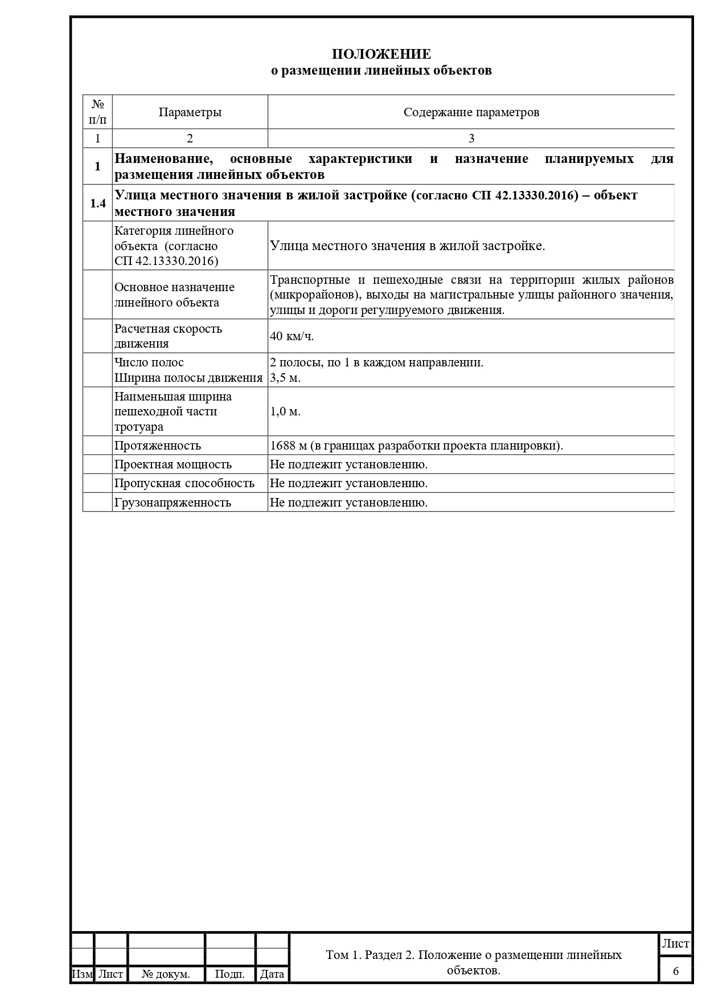 ПОЛОЖЕНИЕ
о размещении линейных объектов
№
п/п
Параметры
Содержание параметров
1
2
3
1
Наименование, основные характеристики и назначение планируемых для
размещения линейных объектов
1.4
Улица местного значения в жилой застройке (согласно СП 42.13330.2016) – объект
местного значения
Категория линейного
объекта (согласно
СП 42.13330.2016)
Улица местного значения в жилой застройке.
Основное назначение
линейного объекта
Транспортные и пешеходные связи на территории жилых районов
(микрорайонов), выходы на магистральные улицы районного значения,
улицы и дороги регулируемого движения.
Расчетная скорость
движения
40 км/ч.
Число полос
Ширина полосы движения
2 полосы, по 1 в каждом направлении.
3,5 м.
Наименьшая ширина
пешеходной части
тротуара
1,0 м.
Протяженность
1688 м (в границах разработки проекта планировки).
Проектная мощность
Не подлежит установлению.
Пропускная способность
Не подлежит установлению.
Грузонапряженность
Не подлежит установлению.
Изм
Лист
№ докум.
Подп.
Дата
Том 1. Раздел 2. Положение о размещении линейных
объектов.
Лист
6